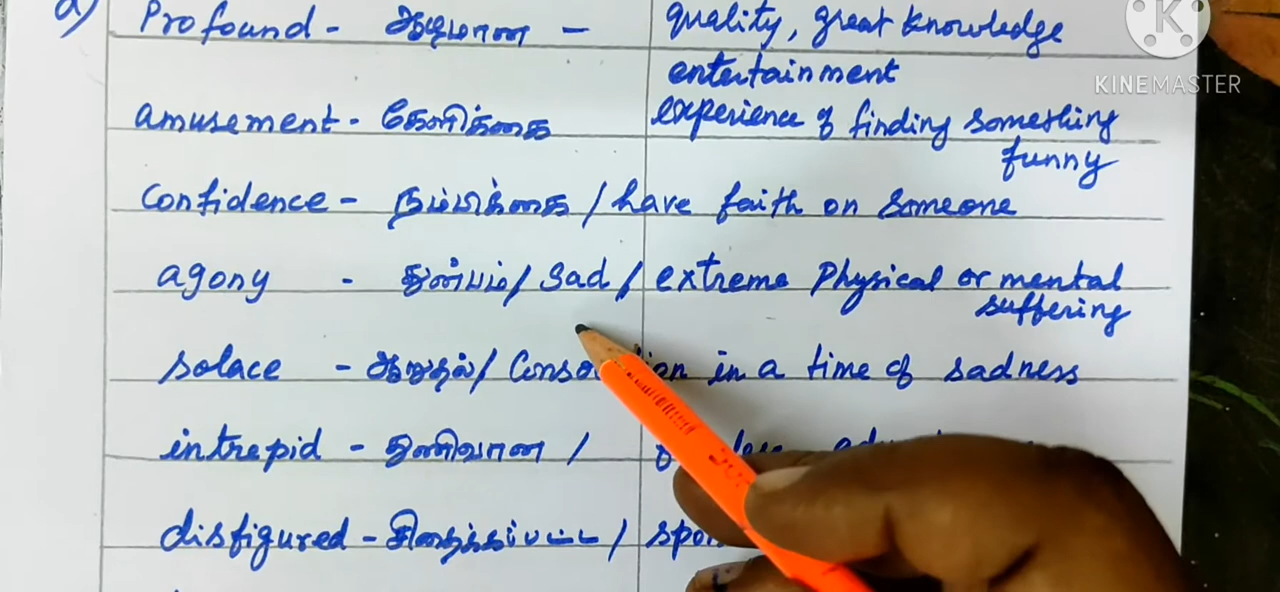 a) Profound - ஆழமான - quality, great knowledge
entertainment
amusement - கேளிக்கை experience of finding something
funny
Confidence - நம்பிக்கை / have faith on someone
agony - துன்பம் / sad / extreme Physical or mental
suffering
Solace - ஆறுதல் / in a time of sadness
intrepid - துணிவான /
disfigured - சிதைக்கப்பட்ட /
K
KINEMASTER